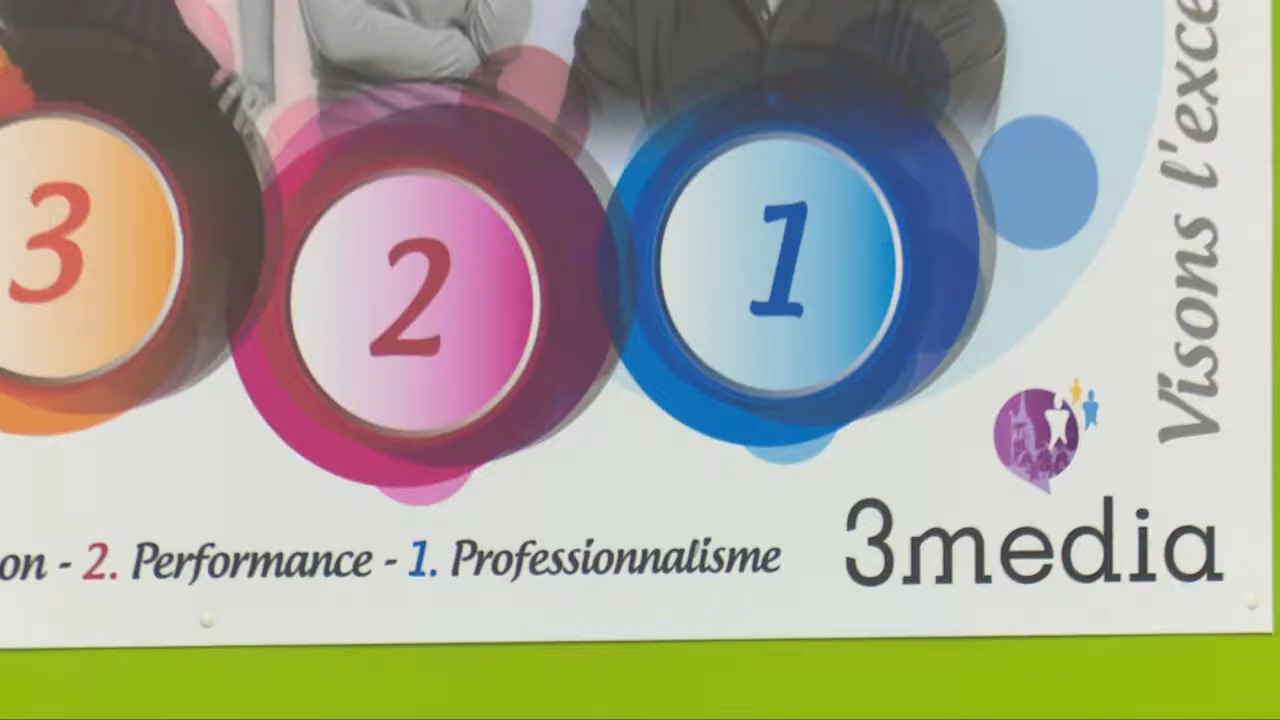 3
2
1
Visons l'exce
on - 2. Performance - 1. Professionnalisme
3media